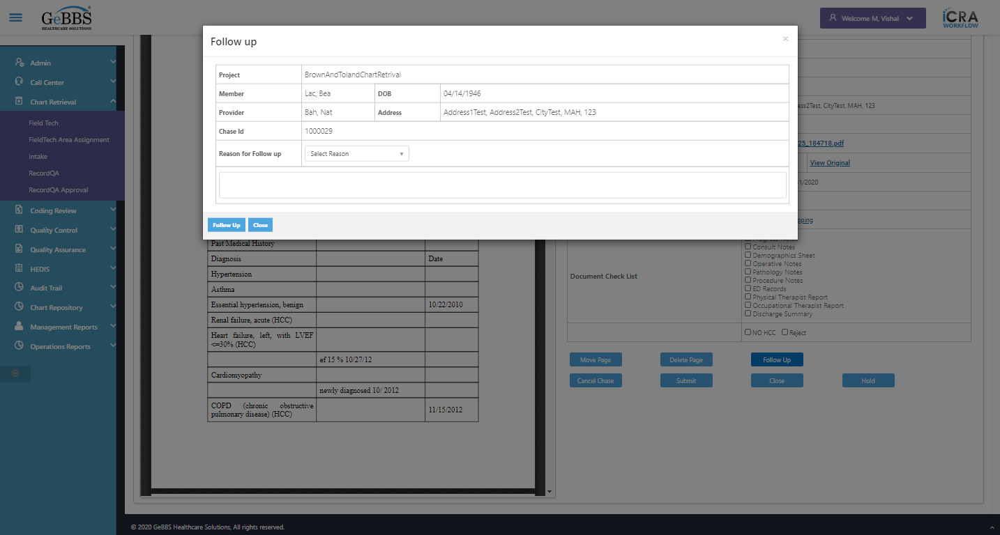 GeBBS
HEALTHCARE SOLUTIONS
Welcome M, Vishal
iCRA
WORKFLOW
Admin
Call Center
Chart Retrieval
Field Tech
FieldTech Area Assignment
Intake
RecordQA
RecordQA Approval
Coding Review
Quality Control
Quality Assurance
HEDIS
Audit Trail
Chart Repository
Management Reports
Operations Reports
Follow up
×
Project BrownAndTolandChartRetrival
Member Lac, Bea DOB 04/14/1946
Provider Bah, Nat Address Address1Test, Address2Test, CityTest, MAH, 123
Chase Id 1000029
Reason for Follow up Select Reason
Follow Up Close
Past Medical History
Diagnosis Date
Hypertension
Asthma
Essential hypertension, benign 10/22/2010
Renal failure, acute (HCC)
Heart failure, left, with LVEF
<=30% (HCC)
ef 15 % 10/27/12
Cardiomyopathy
newly diagnosed 10/ 2012
COPD (chronic obstructive
pulmonary disease) (HCC) 11/15/2012
ss2Test, CityTest, MAH, 123
25_184718.pdf
View Original
1/2020
Document Check List
Consult Notes
Demographics Sheet
Operative Notes
Pathology Notes
Procedure Notes
ED Records
Physical Therapist Report
Occupational Therapist Report
Discharge Summary
NO HCC Reject
Move Page Delete Page Follow Up
Cancel Chase Submit Close Hold
© 2020 GeBBS Healthcare Solutions, All rights reserved.